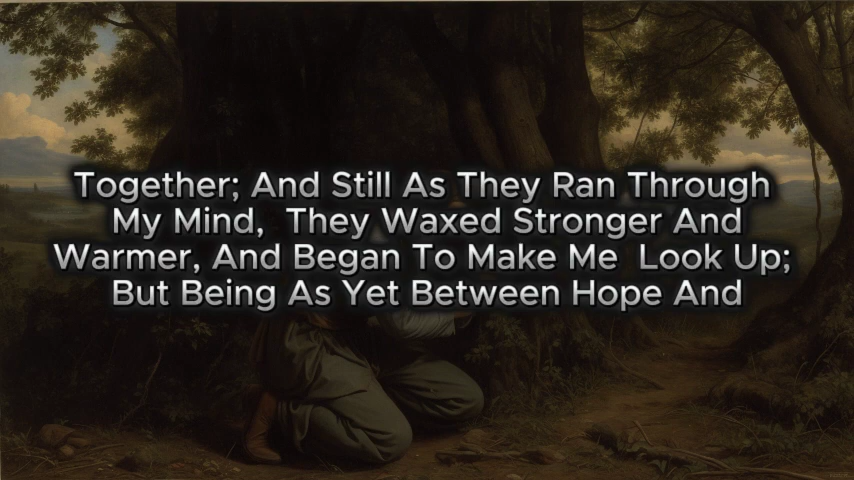 Together; And Still As They Ran Through
My Mind,  They Waxed Stronger And
Warmer, And Began To Make Me  Look Up;
But Being As Yet Between Hope And